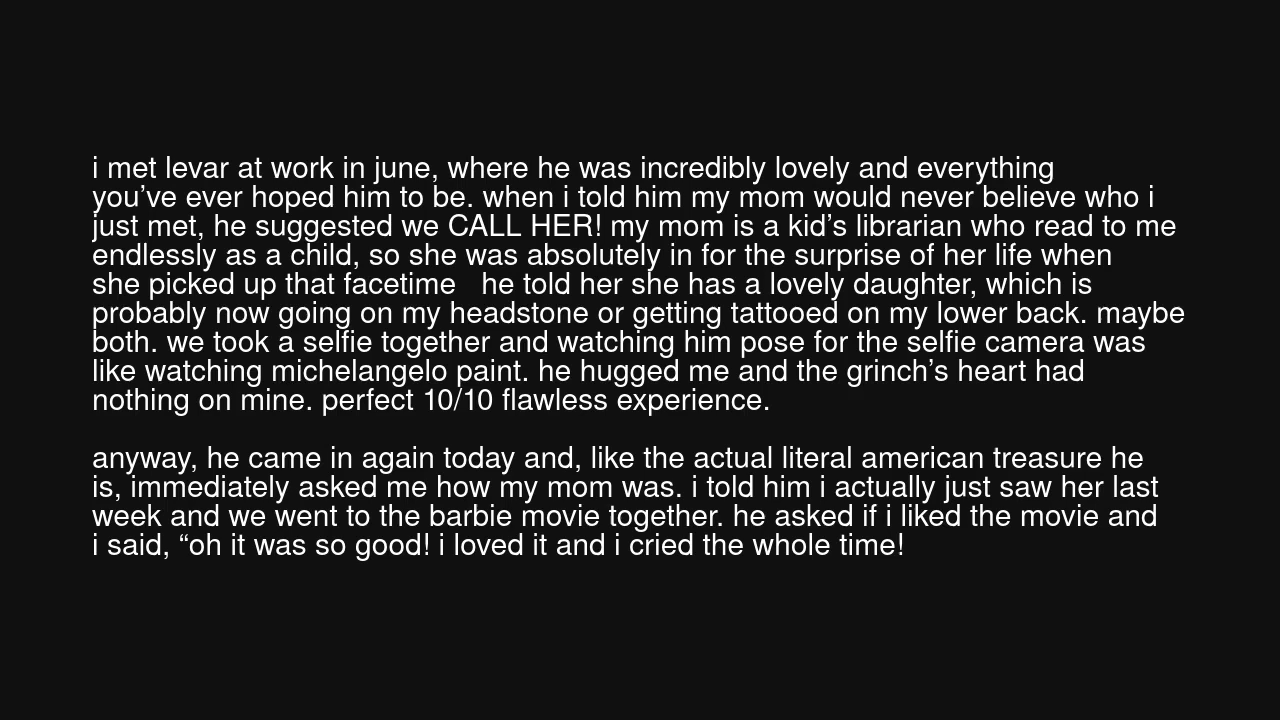 i met levar at work in june, where he was incredibly lovely and everything
you’ve ever hoped him to be. when i told him my mom would never believe who i
just met, he suggested we CALL HER! my mom is a kid’s librarian who read to me
endlessly as a child, so she was absolutely in for the surprise of her life when
she picked up that facetime   he told her she has a lovely daughter, which is
probably now going on my headstone or getting tattooed on my lower back. maybe
both. we took a selfie together and watching him pose for the selfie camera was
like watching michelangelo paint. he hugged me and the grinch’s heart had
nothing on mine. perfect 10/10 flawless experience.

anyway, he came in again today and, like the actual literal american treasure he
is, immediately asked me how my mom was. i told him i actually just saw her last
week and we went to the barbie movie together. he asked if i liked the movie and
i said, “oh it was so good! i loved it and i cried the whole time!